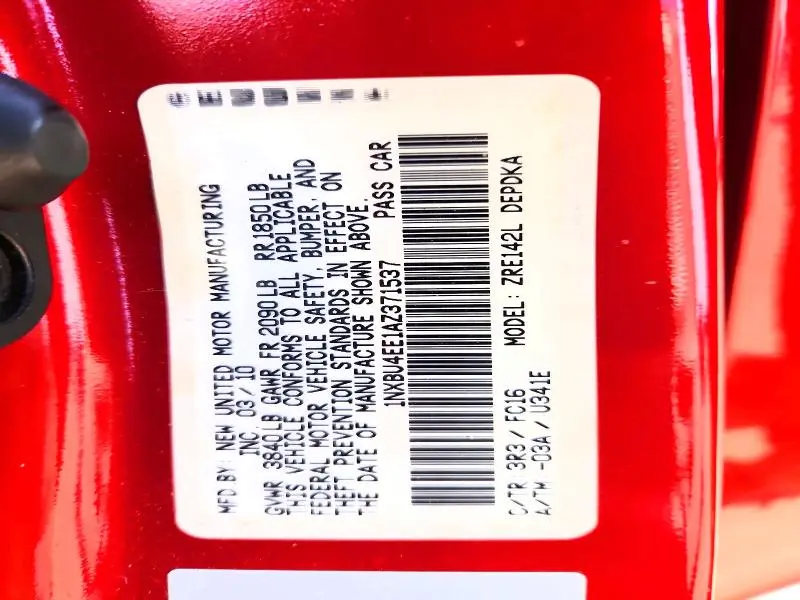 MFD BY: NEW UNITED MOTOR MANUFACTURING
INC. 03/10
GVWR 3840LB GAWR FR 2090LB RR 1850LB
THIS VEHICLE CONFORMS TO ALL APPLICABLE
FEDERAL MOTOR VEHICLE SAFETY, BUMPER, AND
THEFT PREVENTION STANDARDS IN EFFECT ON
THE DATE OF MANUFACTURE SHOWN ABOVE.
1NXBU4EE1AZ371537 PASS CAR
C/TR 3R3/FC16 MODEL: ZRE142L DEPDKA
A/TM -03A/U341E